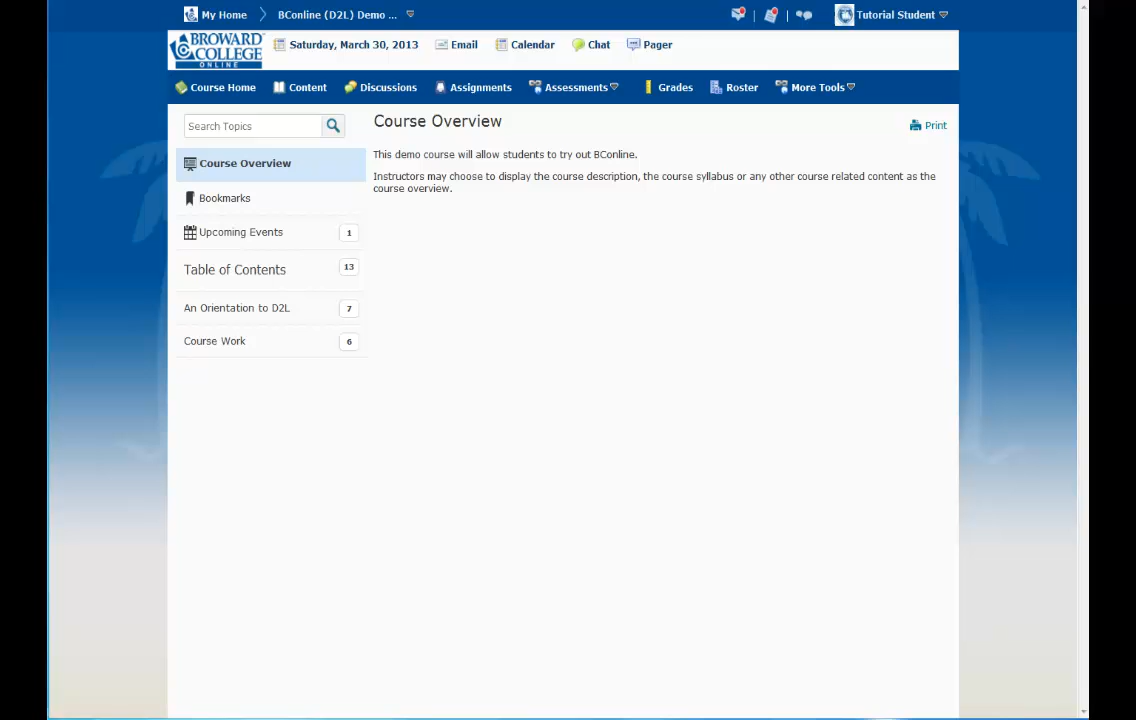 My Home BConline (D2L) Demo ... Tutorial Student
BROWARD
COLLEGE
ONLINE
Saturday, March 30, 2013 Email Calendar Chat Pager
Course Home Content Discussions Assignments Assessments Grades Roster More Tools
Search Topics
Course Overview
Print
This demo course will allow students to try out BConline.
Instructors may choose to display the course description, the course syllabus or any other course related content as the
course overview.
Course Overview
Bookmarks
Upcoming Events 1
Table of Contents 13
An Orientation to D2L 7
Course Work 6